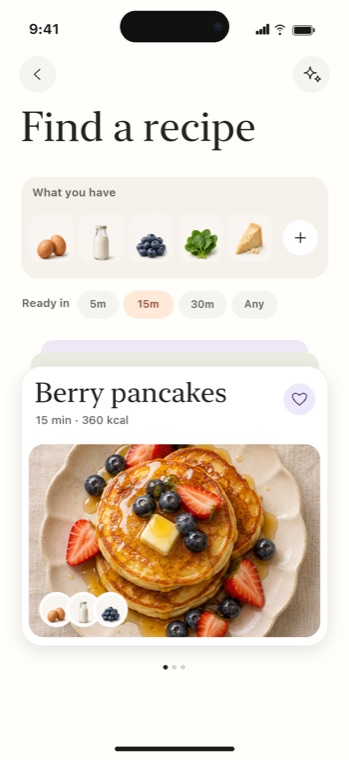 9:41
Find a recipe
What you have
Ready in 5m 15m 30m Any
Berry pancakes
15 min · 360 kcal